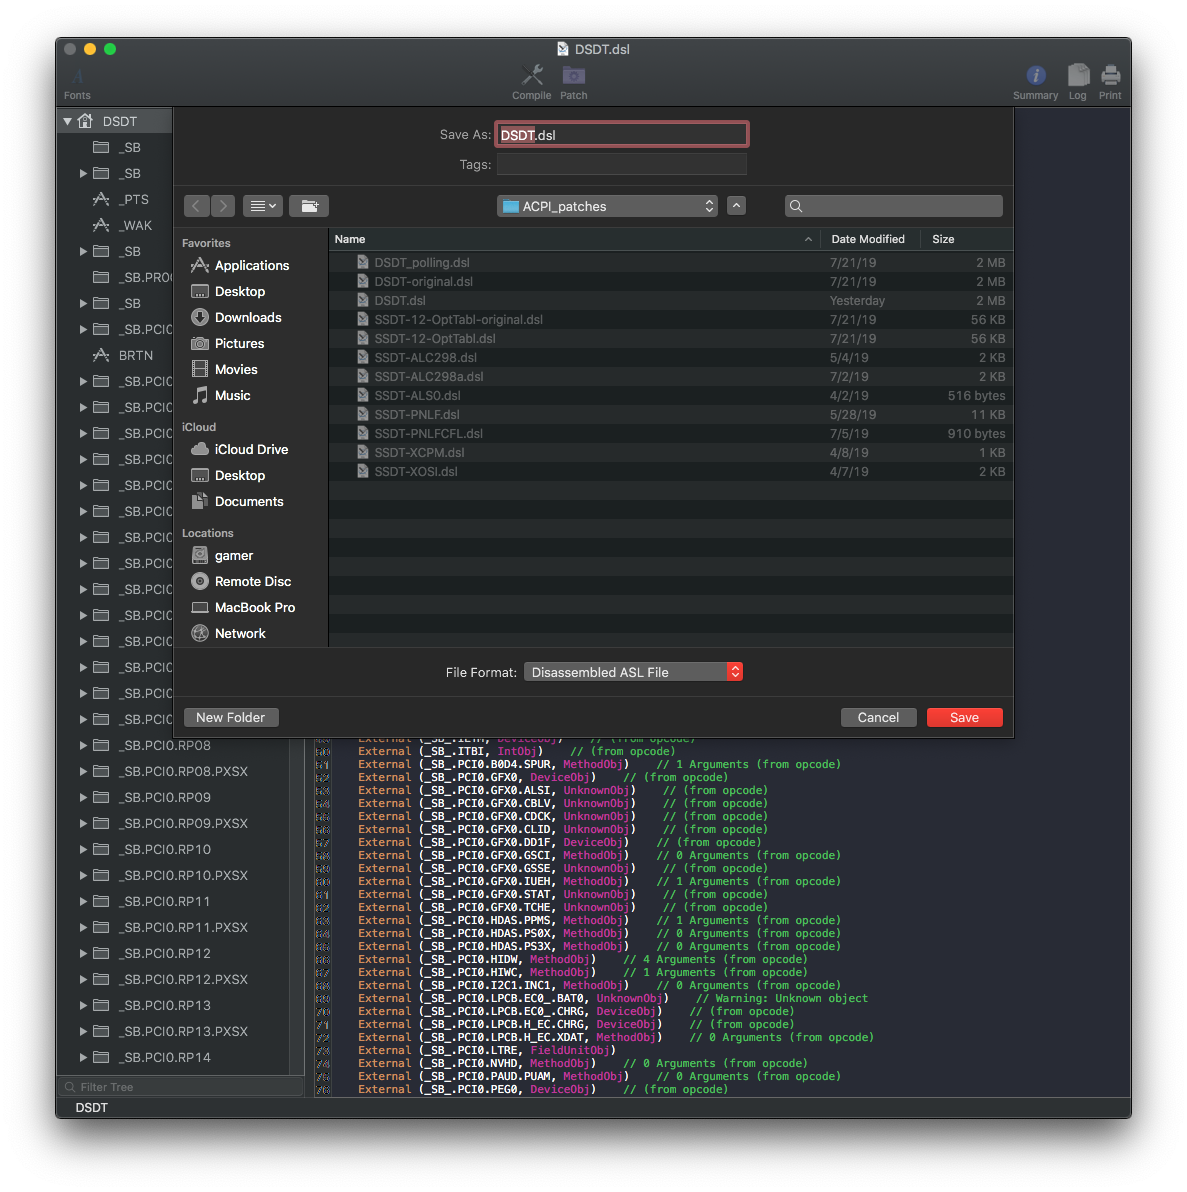 DSDT.dsl
Fonts
Compile
Patch
Summary
Log
Print
DSDT
_SB
_SB
_PTS
_WAK
_SB
_SB.PRO
_SB
_SB.PCI0
BRTN
_SB.PCI0
_SB.PCI0
_SB.PCI0
_SB.PCI0
_SB.PCI0
_SB.PCI0
_SB.PCI0
_SB.PCI0
_SB.PCI0
_SB.PCI0
_SB.PCI0
_SB.PCI0
_SB.PCI0
_SB.PCI0
_SB.PCI0.RP08
_SB.PCI0.RP08.PXSX
_SB.PCI0.RP09
_SB.PCI0.RP09.PXSX
_SB.PCI0.RP10
_SB.PCI0.RP10.PXSX
_SB.PCI0.RP11
_SB.PCI0.RP11.PXSX
_SB.PCI0.RP12
_SB.PCI0.RP12.PXSX
_SB.PCI0.RP13
_SB.PCI0.RP13.PXSX
_SB.PCI0.RP14
Filter Tree
DSDT
Save As: DSDT.dsl
Tags:
ACPI_patches
Favorites
Applications
Desktop
Downloads
Pictures
Movies
Music
iCloud
iCloud Drive
Desktop
Documents
Locations
gamer
Remote Disc
MacBook Pro
Network
Name Date Modified Size
DSDT_polling.dsl 7/21/19 2 MB
DSDT-original.dsl 7/21/19 2 MB
DSDT.dsl Yesterday 2 MB
SSDT-12-OptTabl-original.dsl 7/21/19 56 KB
SSDT-12-OptTabl.dsl 7/21/19 56 KB
SSDT-ALC298.dsl 5/4/19 2 KB
SSDT-ALC298a.dsl 7/2/19 2 KB
SSDT-ALS0.dsl 4/2/19 516 bytes
SSDT-PNLF.dsl 5/28/19 11 KB
SSDT-PNLFCFL.dsl 7/5/19 910 bytes
SSDT-XCPM.dsl 4/8/19 1 KB
SSDT-XOSI.dsl 4/7/19 2 KB
File Format: Disassembled ASL File
New Folder
Cancel
Save
External (_SB_.IETM, DeviceObj) // (from opcode)
External (_SB_.ITBI, IntObj) // (from opcode)
External (_SB_.PCI0.B0D4.SPUR, MethodObj) // 1 Arguments (from opcode)
External (_SB_.PCI0.GFX0, DeviceObj) // (from opcode)
External (_SB_.PCI0.GFX0.ALSI, UnknownObj) // (from opcode)
External (_SB_.PCI0.GFX0.CBLV, UnknownObj) // (from opcode)
External (_SB_.PCI0.GFX0.CDCK, UnknownObj) // (from opcode)
External (_SB_.PCI0.GFX0.CLID, UnknownObj) // (from opcode)
External (_SB_.PCI0.GFX0.DD1F, DeviceObj) // (from opcode)
External (_SB_.PCI0.GFX0.GSCI, MethodObj) // 0 Arguments (from opcode)
External (_SB_.PCI0.GFX0.GSSE, UnknownObj) // (from opcode)
External (_SB_.PCI0.GFX0.IUEH, MethodObj) // 1 Arguments (from opcode)
External (_SB_.PCI0.GFX0.STAT, UnknownObj) // (from opcode)
External (_SB_.PCI0.GFX0.TCHE, UnknownObj) // (from opcode)
External (_SB_.PCI0.HDAS.PPMS, MethodObj) // 1 Arguments (from opcode)
External (_SB_.PCI0.HDAS.PS0X, MethodObj) // 0 Arguments (from opcode)
External (_SB_.PCI0.HDAS.PS3X, MethodObj) // 0 Arguments (from opcode)
External (_SB_.PCI0.HIDW, MethodObj) // 4 Arguments (from opcode)
External (_SB_.PCI0.HIWC, MethodObj) // 1 Arguments (from opcode)
External (_SB_.PCI0.I2C1.INC1, MethodObj) // 0 Arguments (from opcode)
External (_SB_.PCI0.LPCB.EC0_.BAT0, UnknownObj) // Warning: Unknown object
External (_SB_.PCI0.LPCB.EC0_.CHRG, DeviceObj) // (from opcode)
External (_SB_.PCI0.LPCB.H_EC.CHRG, DeviceObj) // (from opcode)
External (_SB_.PCI0.LPCB.H_EC.XDAT, MethodObj) // 0 Arguments (from opcode)
External (_SB_.PCI0.LTRE, FieldUnitObj)
External (_SB_.PCI0.NVHD, MethodObj) // 0 Arguments (from opcode)
External (_SB_.PCI0.PAUD.PUAM, MethodObj) // 0 Arguments (from opcode)
External (_SB_.PCI0.PEG0, DeviceObj) // (from opcode)